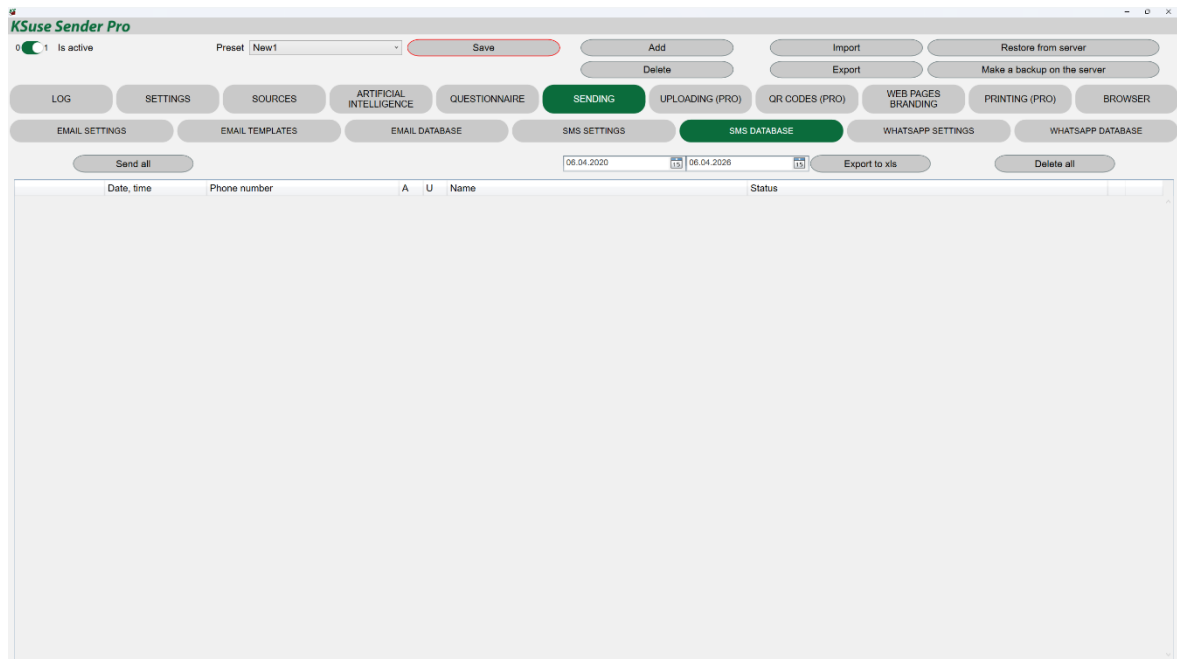 KSuse Sender Pro
0 1 Is active Preset New1 Save Add Import Restore from server
Delete Export Make a backup on the server
LOG SETTINGS SOURCES ARTIFICIAL INTELLIGENCE QUESTIONNAIRE SENDING UPLOADING (PRO) QR CODES (PRO) WEB PAGES BRANDING PRINTING (PRO) BROWSER
EMAIL SETTINGS EMAIL TEMPLATES EMAIL DATABASE SMS SETTINGS SMS DATABASE WHATSAPP SETTINGS WHATSAPP DATABASE
Send all 06.04.2020 15 06.04.2026 15 Export to xls Delete all
Date, time Phone number A U Name Status